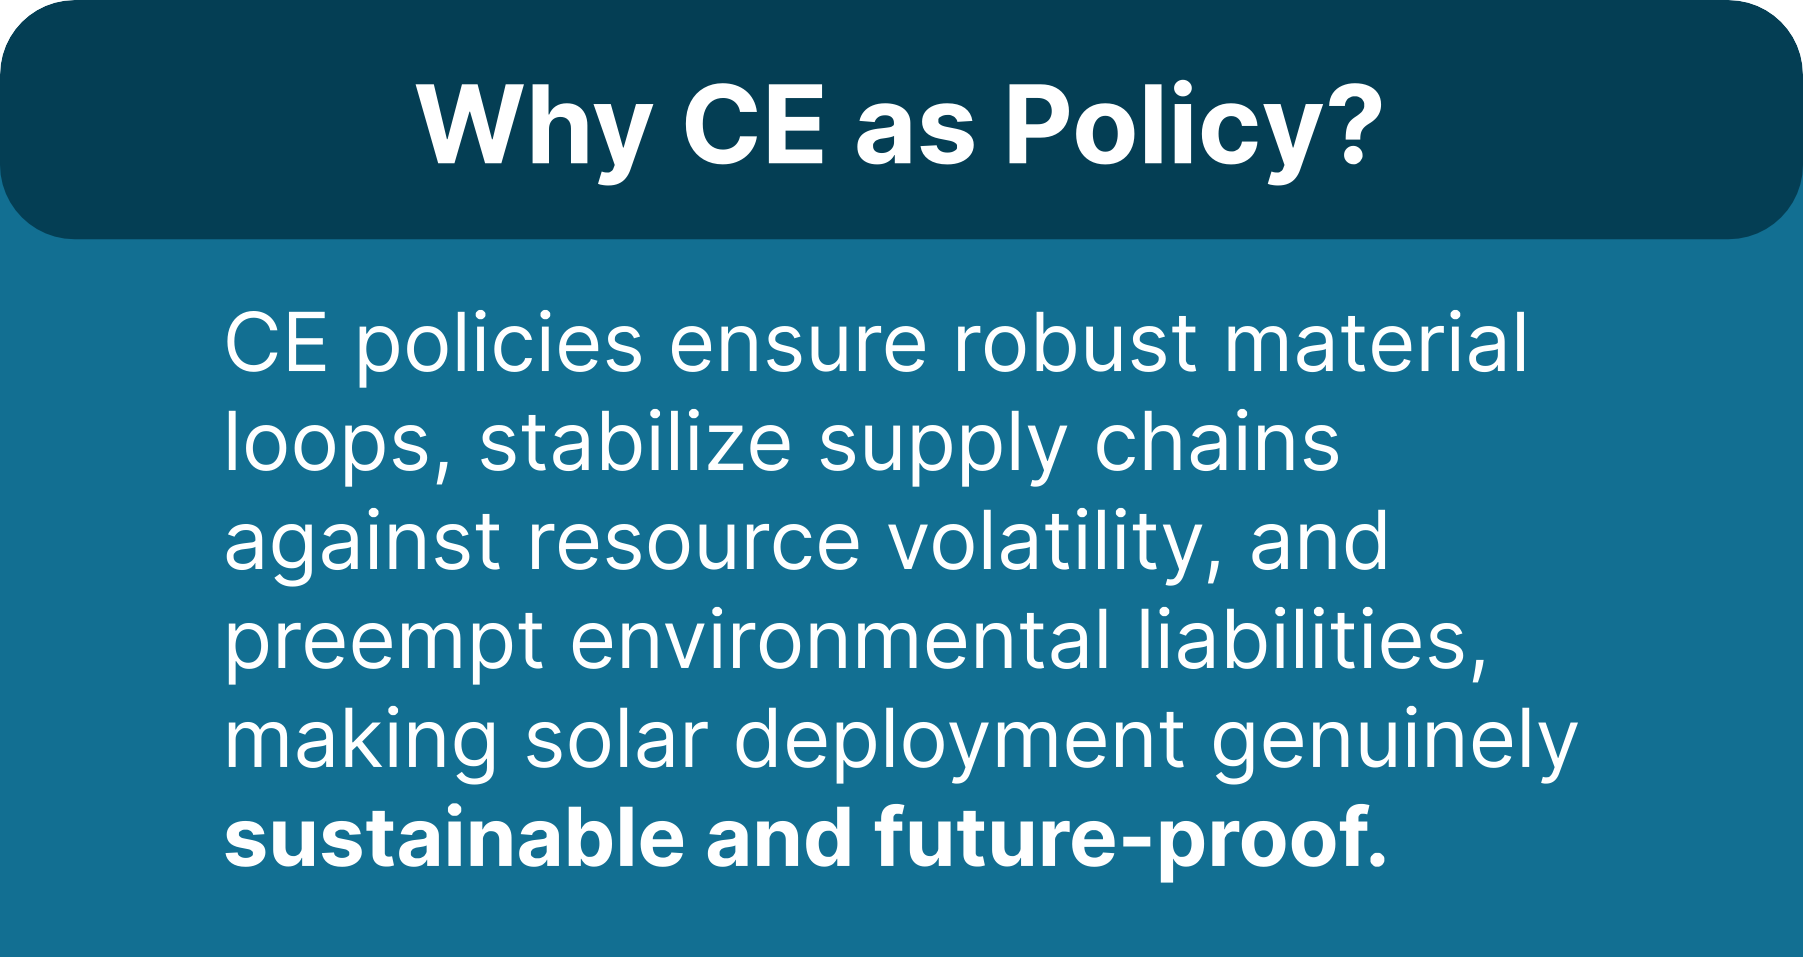 Why CE as Policy?
CE policies ensure robust material
loops, stabilize supply chains
against resource volatility, and
preempt environmental liabilities,
making solar deployment genuinely
sustainable and future-proof.